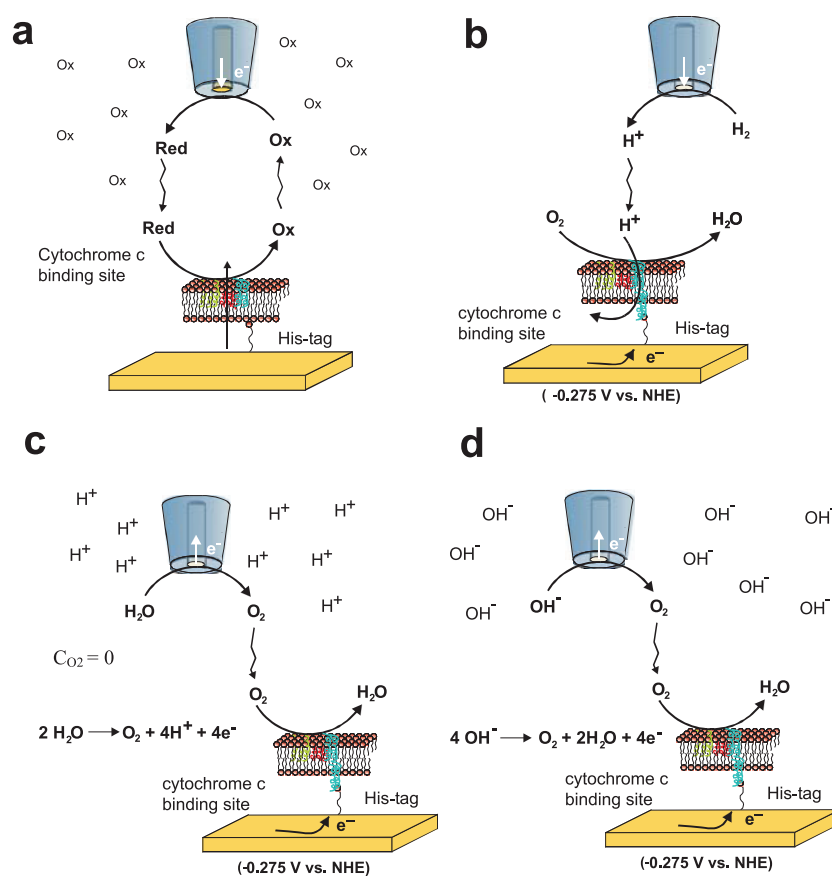 a
Ox
Ox
Ox
Ox
e⁻
Ox
Ox
Ox
Red
Ox
Ox
Ox
Ox
Red
Ox
Cytochrome c
binding site
His-tag
b
e⁻
H⁺
H₂
O₂
H⁺
H₂O
cytochrome c
binding site
His-tag
e⁻
( -0.275 V vs. NHE)
c
H⁺
H⁺
H⁺
H⁺
H⁺
H⁺
e⁻
H⁺
H⁺
H⁺
H₂O
O₂
C_O2 = 0
O₂
H₂O
2 H₂O → O₂ + 4H⁺ + 4e⁻
cytochrome c
binding site
His-tag
e⁻
(-0.275 V vs. NHE)
d
OH⁻
OH⁻
OH⁻
OH⁻
e⁻
OH⁻
OH⁻
OH⁻
OH⁻
OH⁻
O₂
O₂
H₂O
4 OH⁻ → O₂ + 2H₂O + 4e⁻
cytochrome c
binding site
His-tag
e⁻
(-0.275 V vs. NHE)